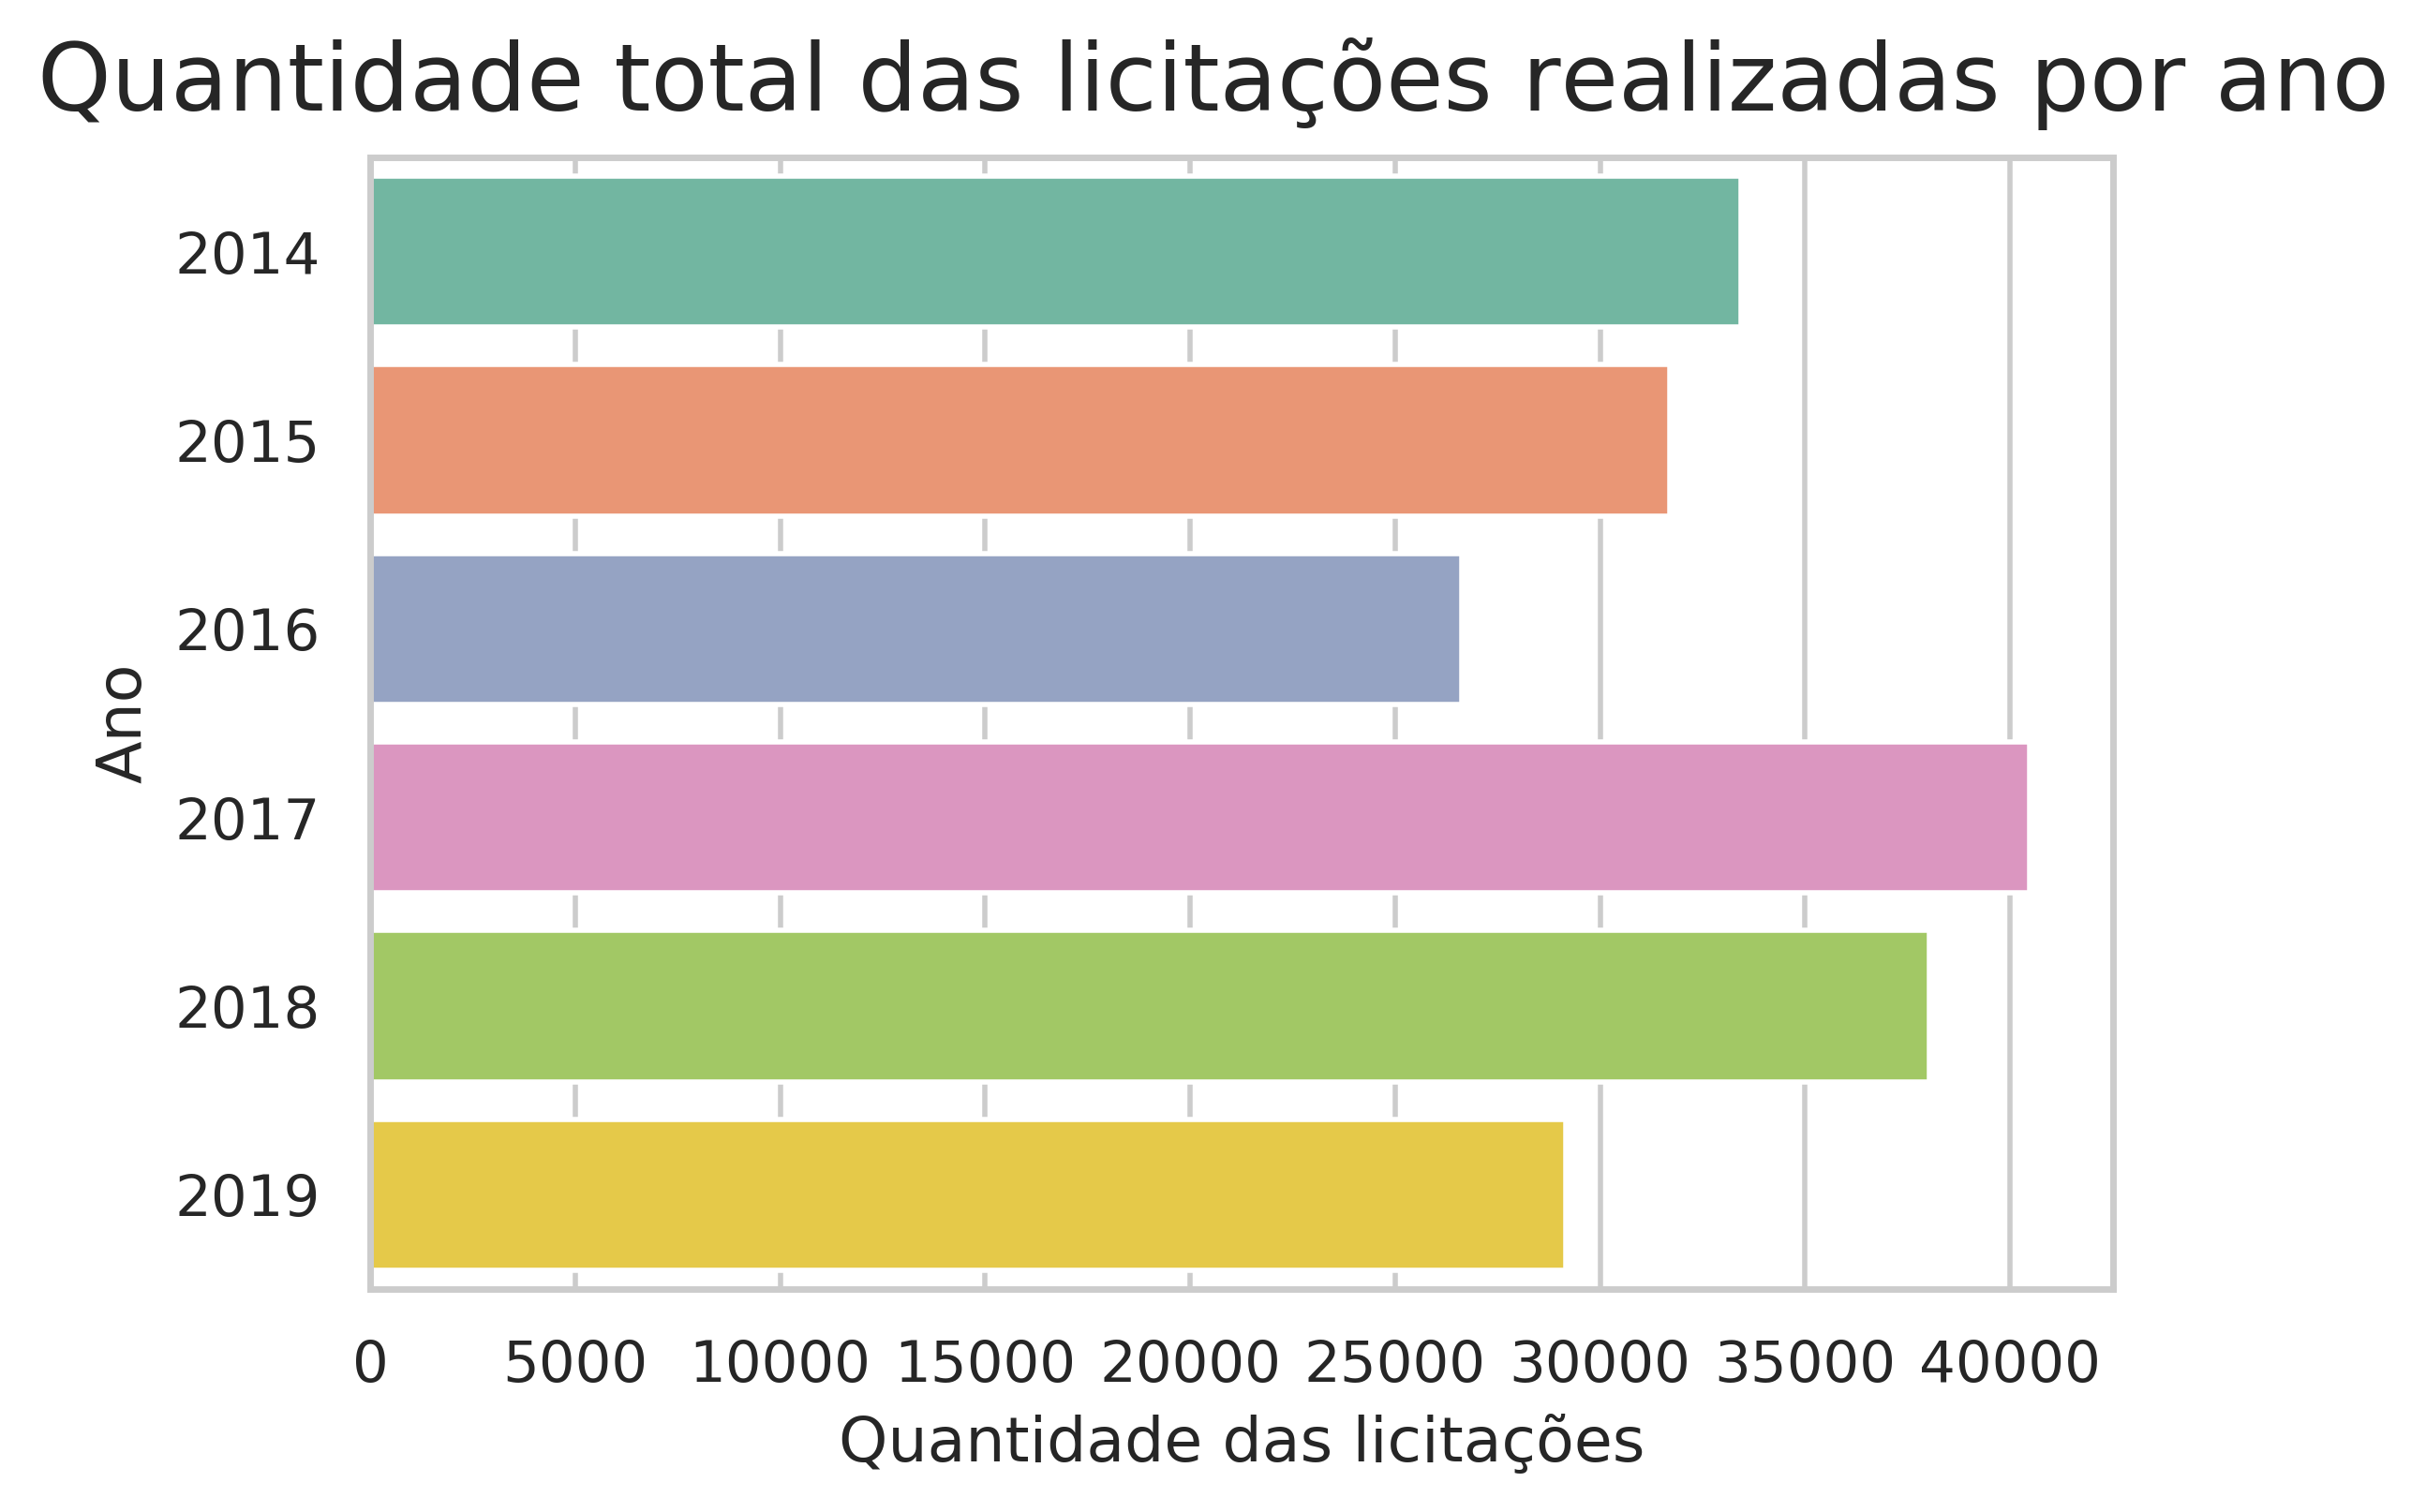 Quantidade total das licitações realizadas por ano
2014
2015
2016
2017
2018
2019
Ano
0 5000 10000 15000 20000 25000 30000 35000 40000
Quantidade das licitações